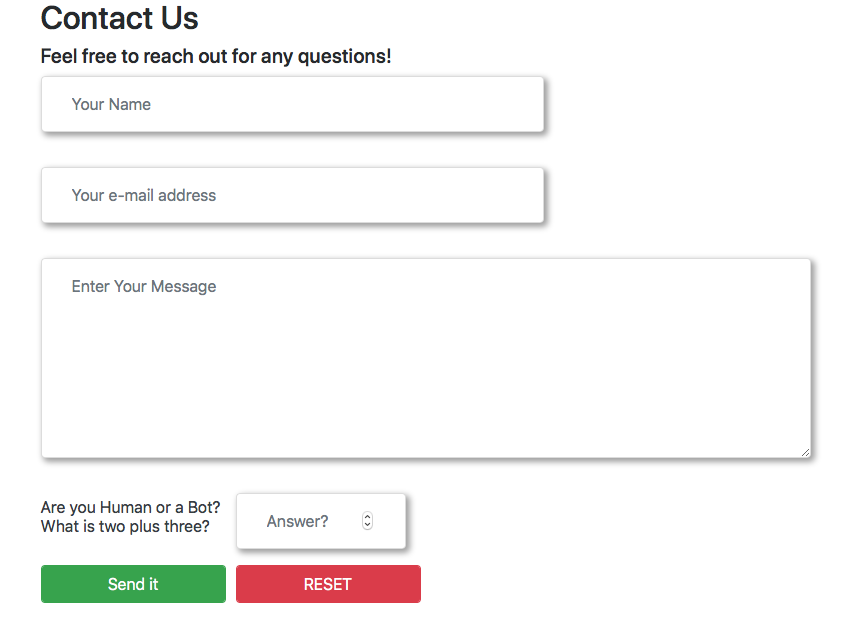 Contact Us
Feel free to reach out for any questions!
Your Name
Your e-mail address
Enter Your Message
Are you Human or a Bot?
What is two plus three?
Answer?
Send it
RESET